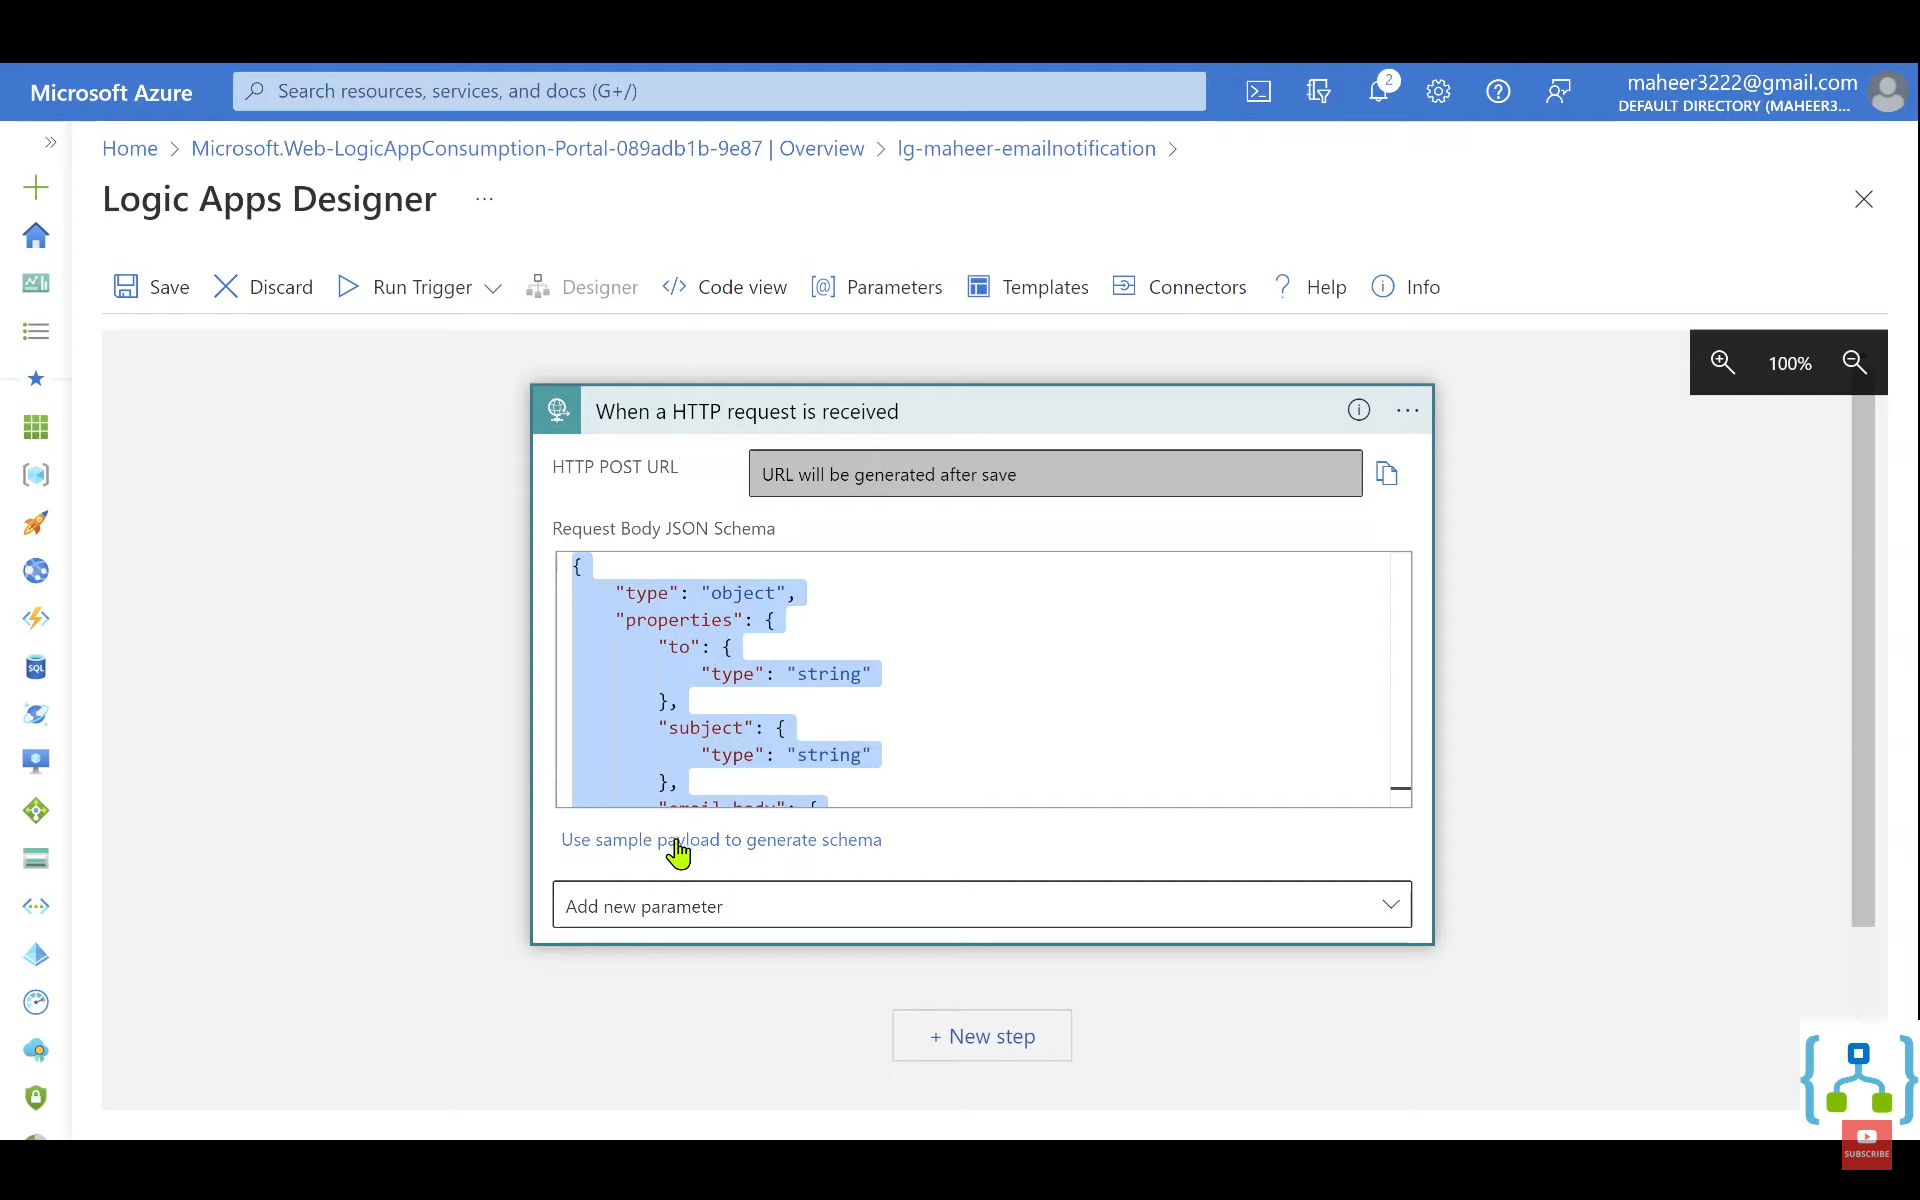 Microsoft Azure
Search resources, services, and docs (G+/)
2
maheer3222@gmail.com
DEFAULT DIRECTORY (MAHEER3...
Home > Microsoft.Web-LogicAppConsumption-Portal-089adb1b-9e87 | Overview > lg-maheer-emailnotification >
Logic Apps Designer ...
Save Discard Run Trigger Designer Code view Parameters Templates Connectors Help Info
100%
When a HTTP request is received
HTTP POST URL
URL will be generated after save
Request Body JSON Schema
{
"type": "object",
"properties": {
"to": {
"type": "string"
},
"subject": {
"type": "string"
},
"email_body": {
Use sample payload to generate schema
Add new parameter
+ New step
SQL
SUBSCRIBE